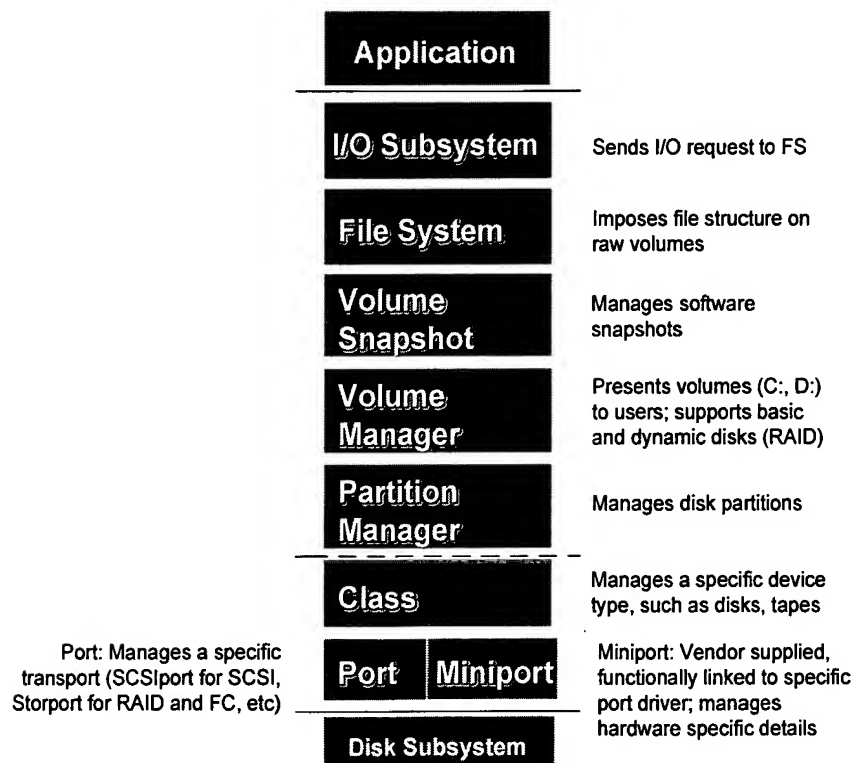 Application
I/O Subsystem
Sends I/O request to FS
File System
Imposes file structure on
raw volumes
Volume
Snapshot
Manages software
snapshots
Volume
Manager
Presents volumes (C:, D:)
to users; supports basic
and dynamic disks (RAID)
Partition
Manager
Manages disk partitions
Class
Manages a specific device
type, such as disks, tapes
Port: Manages a specific
transport (SCSIport for SCSI,
Storport for RAID and FC, etc)
Port
Miniport
Miniport: Vendor supplied,
functionally linked to specific
port driver; manages
hardware specific details
Disk Subsystem